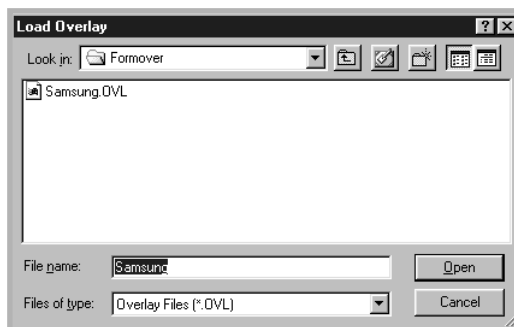 Load Overlay
Look in: Formover
Samsung.OVL
File name: Samsung Open
Files of type: Overlay Files (*.OVL) Cancel